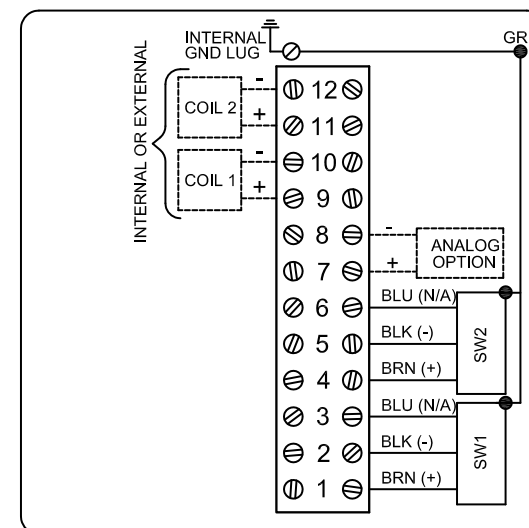 INTERNAL
GND LUG
GR
INTERNAL OR EXTERNAL
COIL 2
-
+
COIL 1
-
+
12
11
10
9
8
7
6
5
4
3
2
1
-
+
ANALOG
OPTION
BLU (N/A)
BLK (-)
BRN (+)
SW2
BLU (N/A)
BLK (-)
BRN (+)
SW1